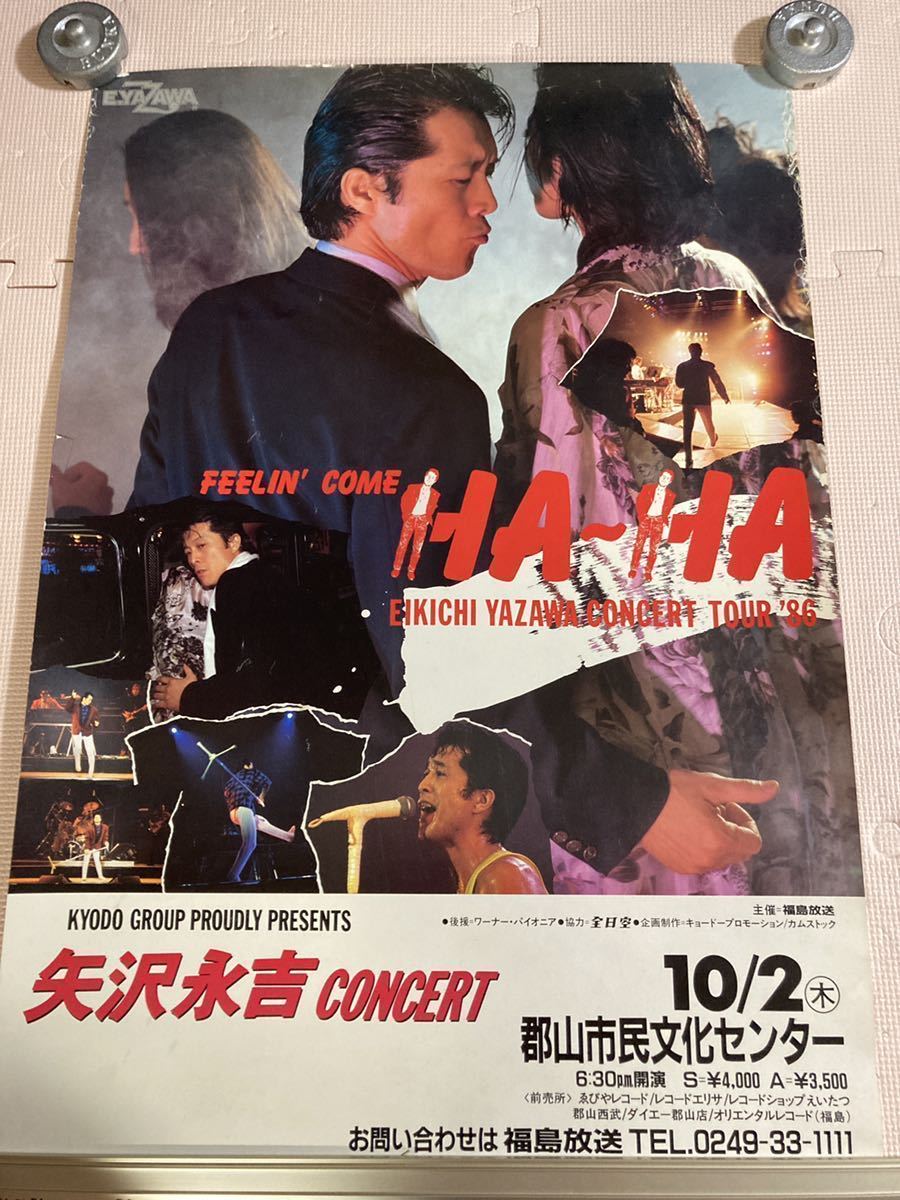 E.YAZAWA
FEELIN' COME HA~HA
EIKICHI YAZAWA CONCERT TOUR '86
主催=福島放送
KYODO GROUP PROUDLY PRESENTS
●後援=ワーナー・パイオニア●協力=全日空●企画制作=キョードープロモーション/カムストック
矢沢永吉 CONCERT
10/2㊍
郡山市民文化センター
6:30pm開演 S=¥4,000 A=¥3,500
〈前売所〉ゑびやレコード/レコードエリサ/レコードショップえいたつ
郡山西武/ダイエー郡山店/オリエンタルレコード(福島)
お問い合わせは 福島放送 TEL.0249-33-1111